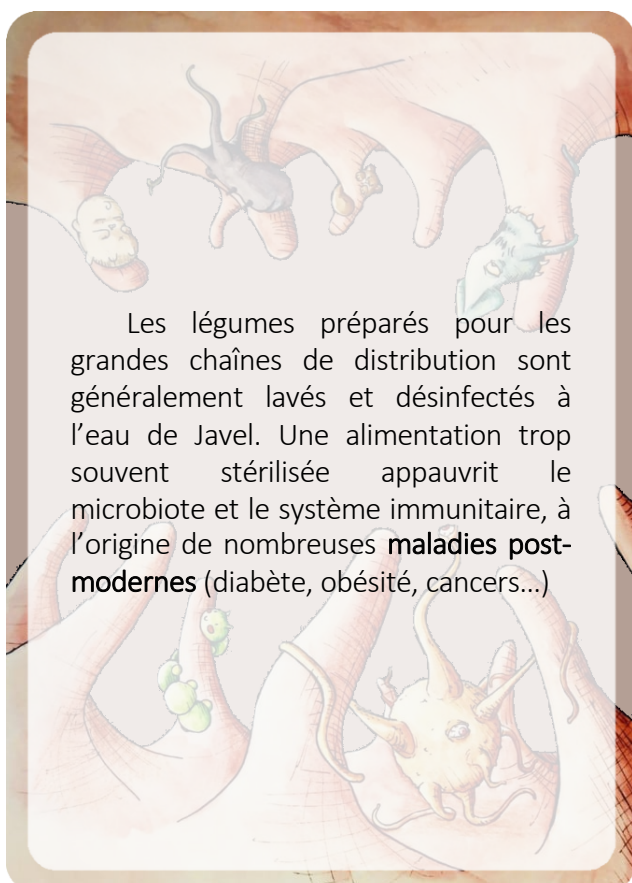 Les légumes préparés pour les
grandes chaînes de distribution sont
généralement lavés et désinfectés à
l’eau de Javel. Une alimentation trop
souvent stérilisée appauvrit le
microbiote et le système immunitaire, à
l’origine de nombreuses maladies post-
modernes (diabète, obésité, cancers...)